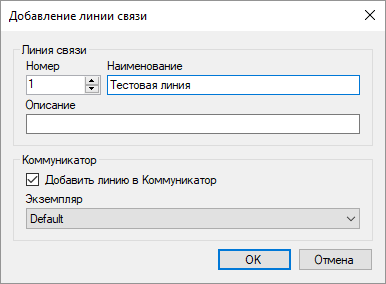 Добавление линии связи
Линия связи
Номер Наименование
1 Тестовая линия
Описание
Коммуникатор
Добавить линию в Коммуникатор
Экземпляр
Default
OK Отмена